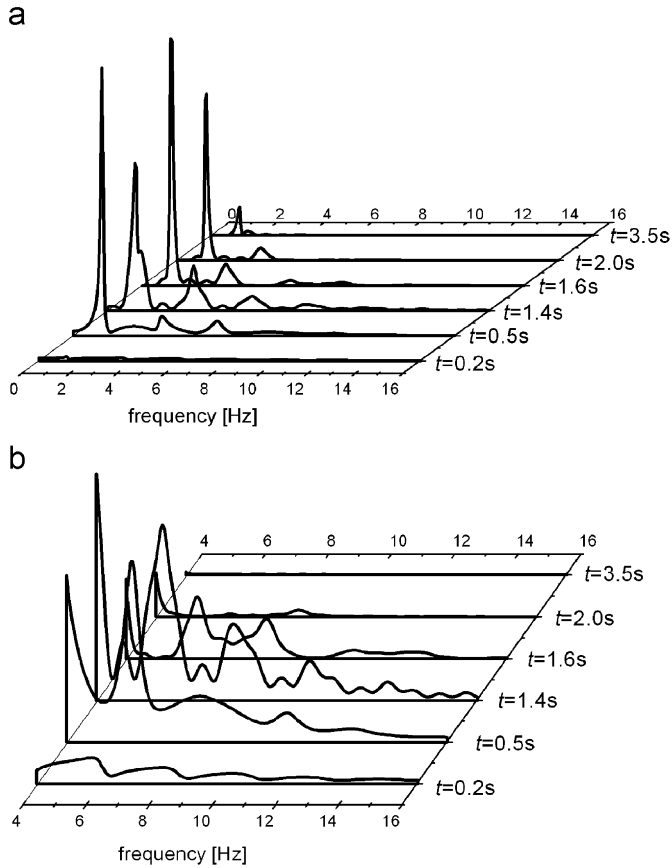 a
0 2 4 6 8 10 12 14 16
t=3.5s
t=2.0s
t=1.6s
t=1.4s
t=0.5s
t=0.2s
0 2 4 6 8 10 12 14 16
frequency [Hz]
b
4 6 8 10 12 14 16
t=3.5s
t=2.0s
t=1.6s
t=1.4s
t=0.5s
t=0.2s
4 6 8 10 12 14 16
frequency [Hz]